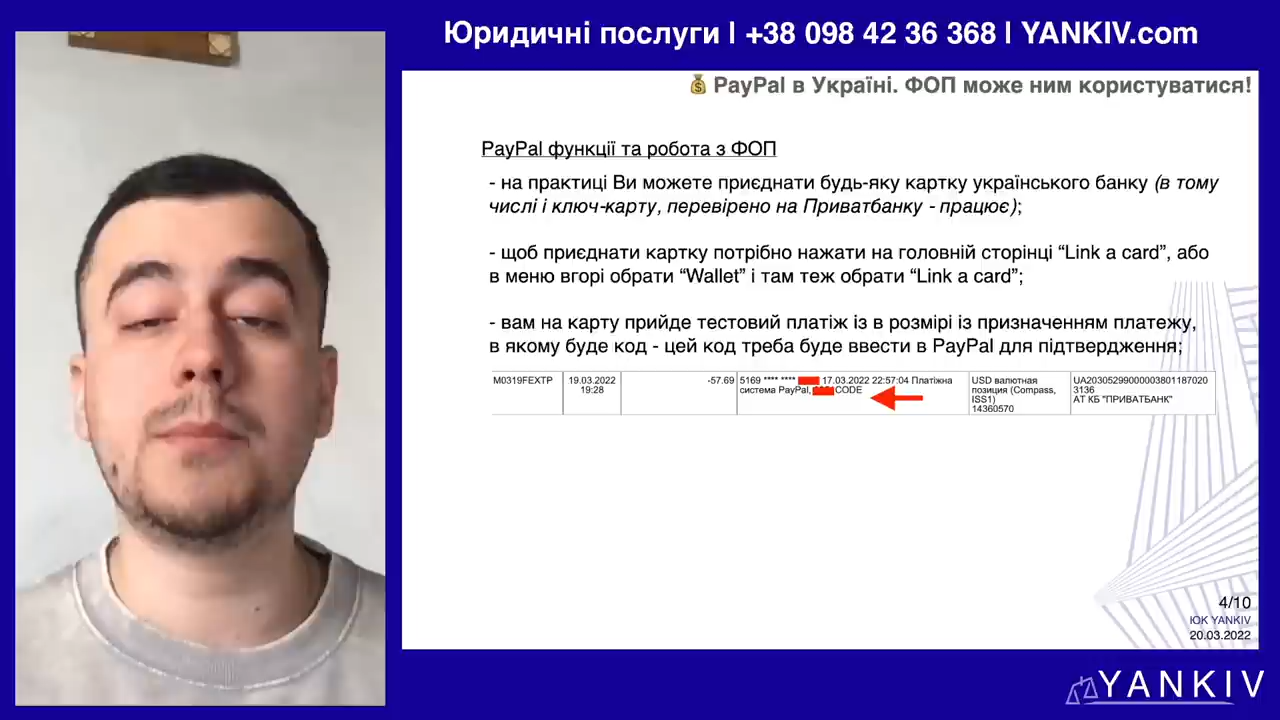 Юридичні послуги | +38 098 42 36 368 | YANKIV.com
💰 PayPal в Україні. ФОП може ним користуватися!
PayPal функції та робота з ФОП
- на практиці Ви можете приєднати будь-яку картку українського банку (в тому
числі і ключ-карту, перевірено на Приватбанку - працює);
- щоб приєднати картку потрібно нажати на головній сторінці “Link a card”, або
в меню вгорі обрати “Wallet” і там теж обрати “Link a card”;
- вам на карту прийде тестовий платіж із в розмірі із призначенням платежу,
в якому буде код - цей код треба буде ввести в PayPal для підтвердження;
M0319FEXTP
19.03.2022
19:28
-57.69
5169 **** **** 17.03.2022 22:57:04 Платіжна
система PayPal, CODE
USD валютная
позиция (Compass,
ISS1)
14360570
UA2030529900000003801187020
3136
АТ КБ "ПРИВАТБАНК"
4/10
ЮК YANKIV
20.03.2022
YANKIV